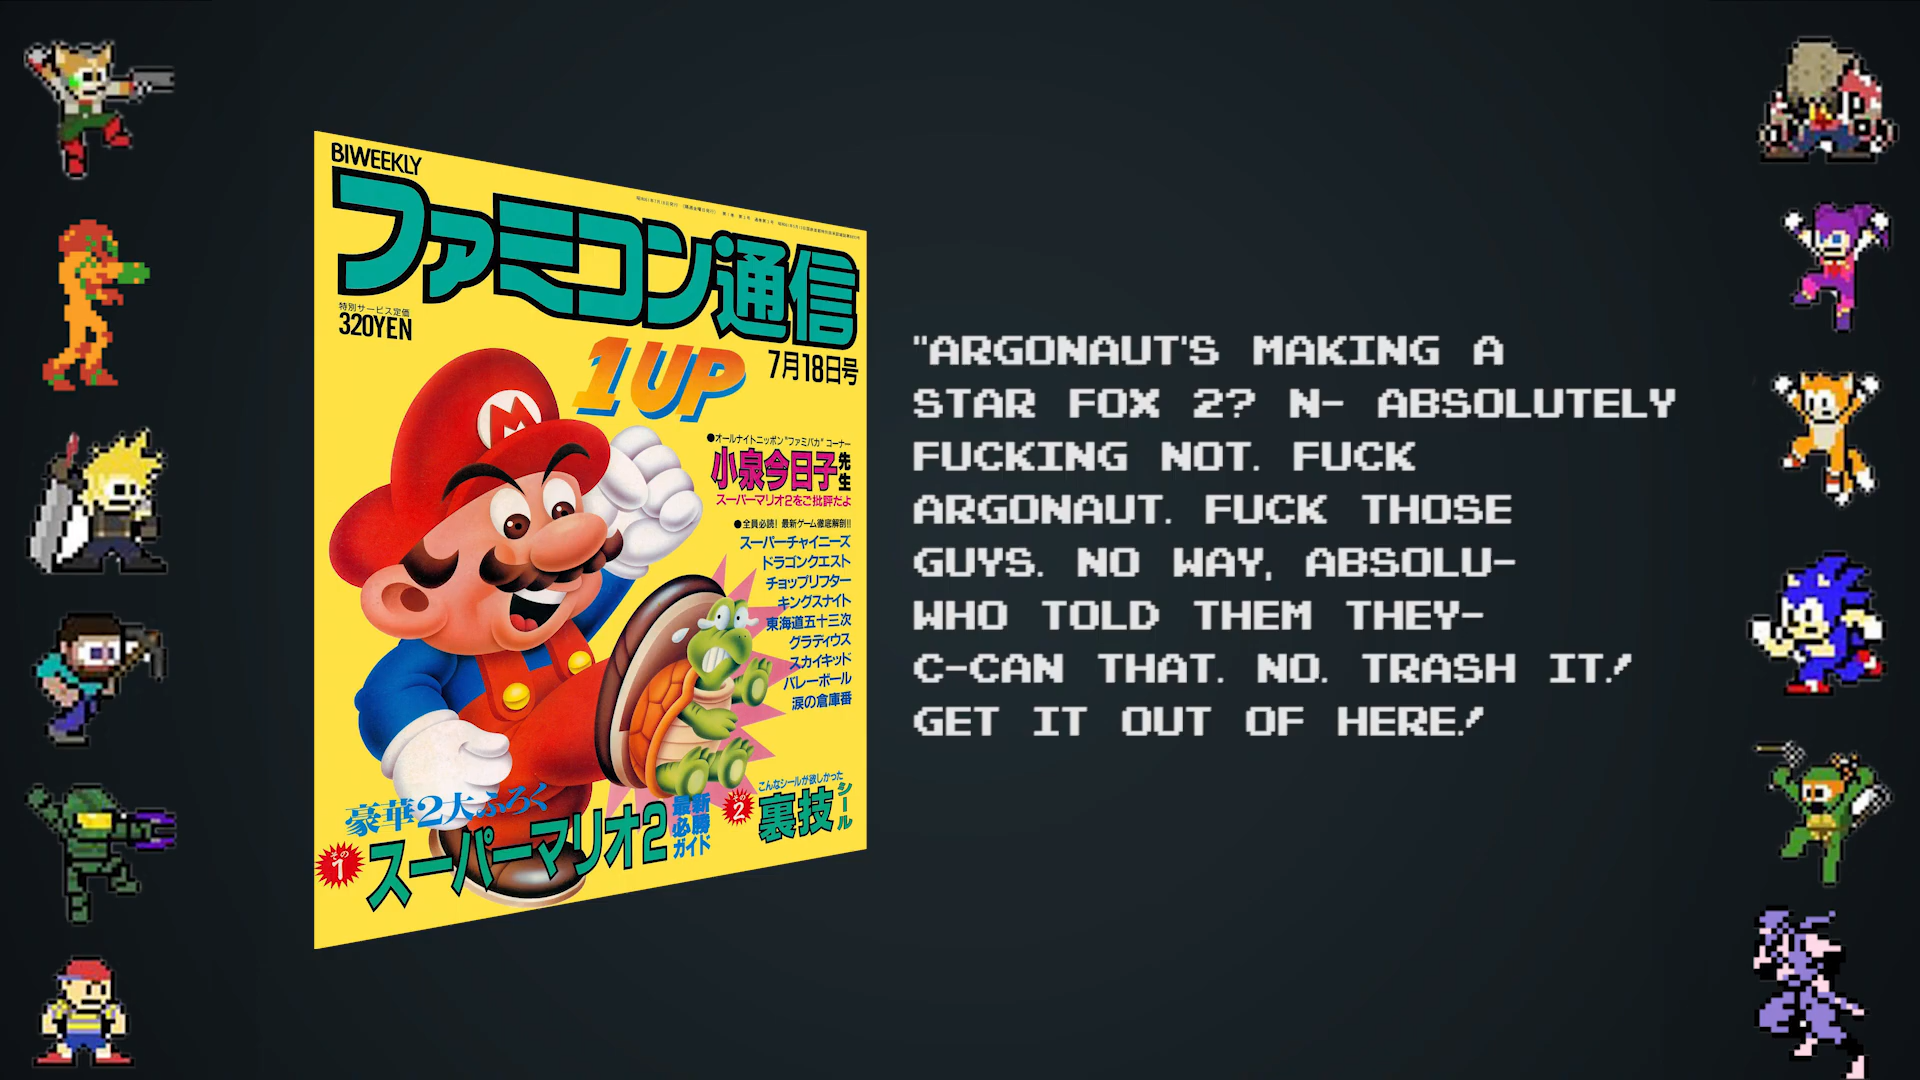 BIWEEKLY
ファミコン通信
特別サービス定価
320YEN
1UP
7月18日号
●オールナイトニッポン"ファミバカ"コーナー
小泉今日子先生
スーパーマリオ2をご批評だよ
●全員必読!最新ゲーム徹底解剖!!
スーパーチャイニーズ
ドラゴンクエスト
チョップリフター
キングスナイト
東海道五十三次
グラディウス
スカイキッド
バレーボール
涙の倉庫番
豪華2大ふろく
その1
スーパーマリオ2
最新必勝ガイド
その2
こんなシールが欲しかった
裏技シール
"ARGONAUT'S MAKING A
STAR FOX 2? N- ABSOLUTELY
FUCKING NOT. FUCK
ARGONAUT. FUCK THOSE
GUYS. NO WAY, ABSOLU-
WHO TOLD THEM THEY-
C-CAN THAT. NO. TRASH IT!
GET IT OUT OF HERE!